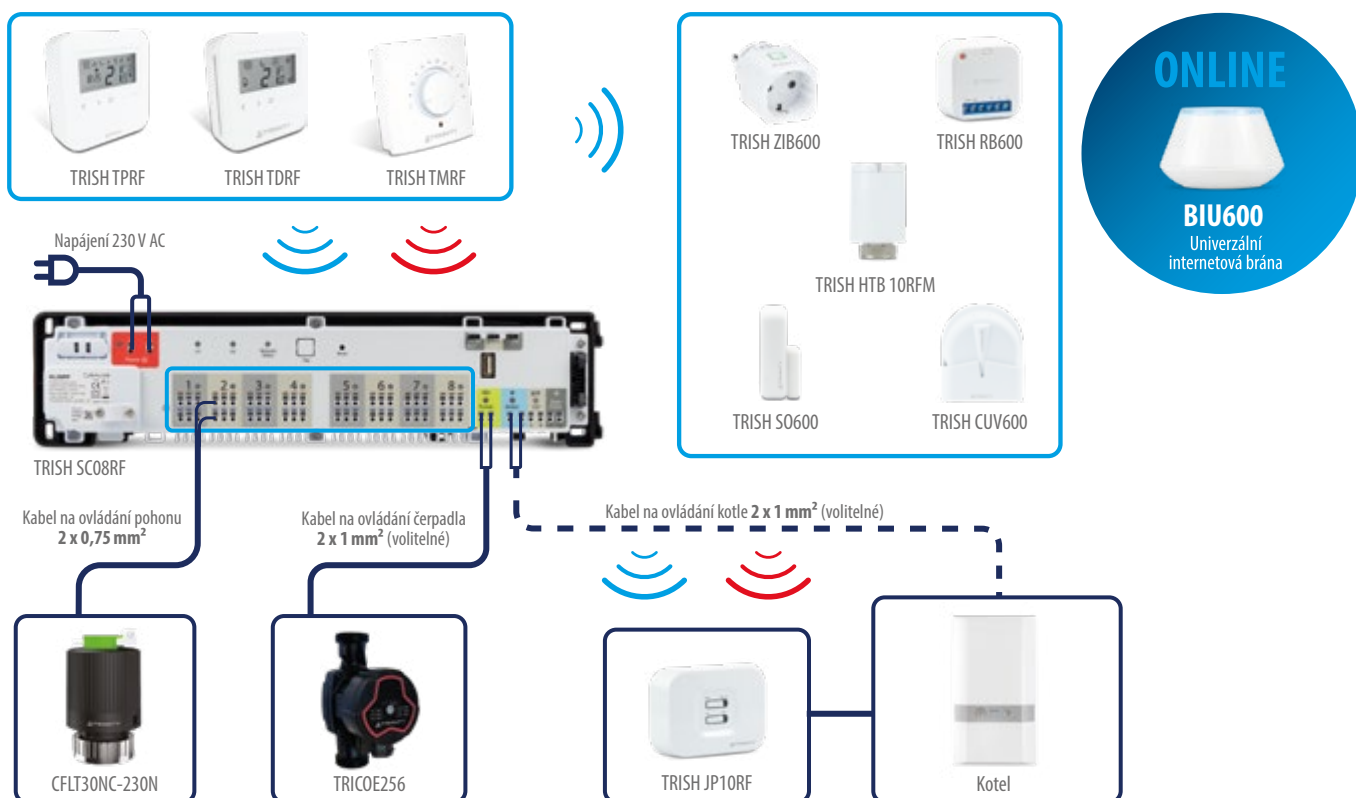 TRISH TPRF
TRISH TDRF
TRISH TMRF
TRISH ZIB600
TRISH RB600
TRISH HTB 10RFM
TRISH SO600
TRISH CUV600
ONLINE
BIU600
Univerzální
internetová brána
Napájení 230 V AC
1 2 3 4 5 6 7 8
TRISH SC08RF
Kabel na ovládání pohonu
2 x 0,75 mm²
Kabel na ovládání čerpadla
2 x 1 mm² (volitelné)
Kabel na ovládání kotle 2 x 1 mm² (volitelné)
CFLT30NC-230N
TRICOE256
TRISH JP10RF
Kotel